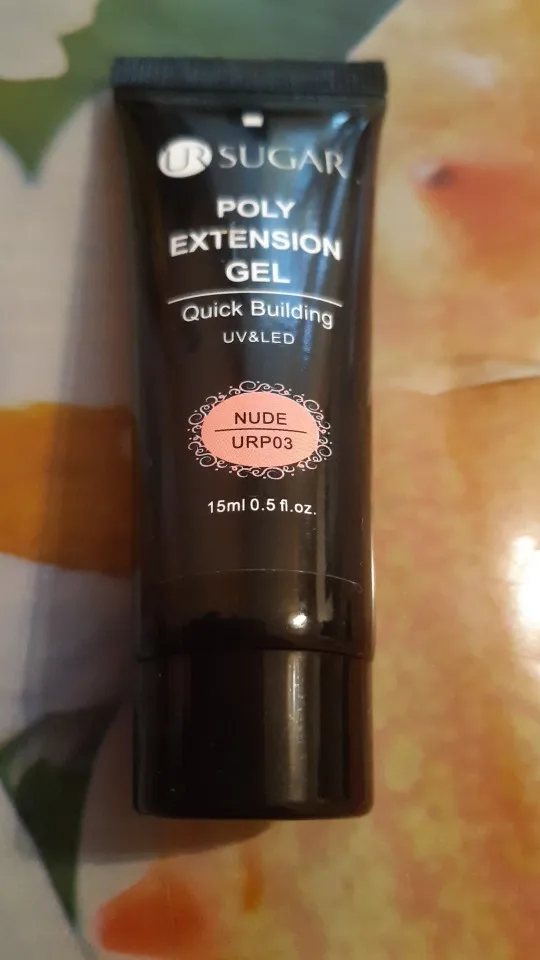 UR SUGAR
POLY
EXTENSION
GEL
Quick Building
UV&LED
NUDE
URP03
15ml 0.5 fl.oz.